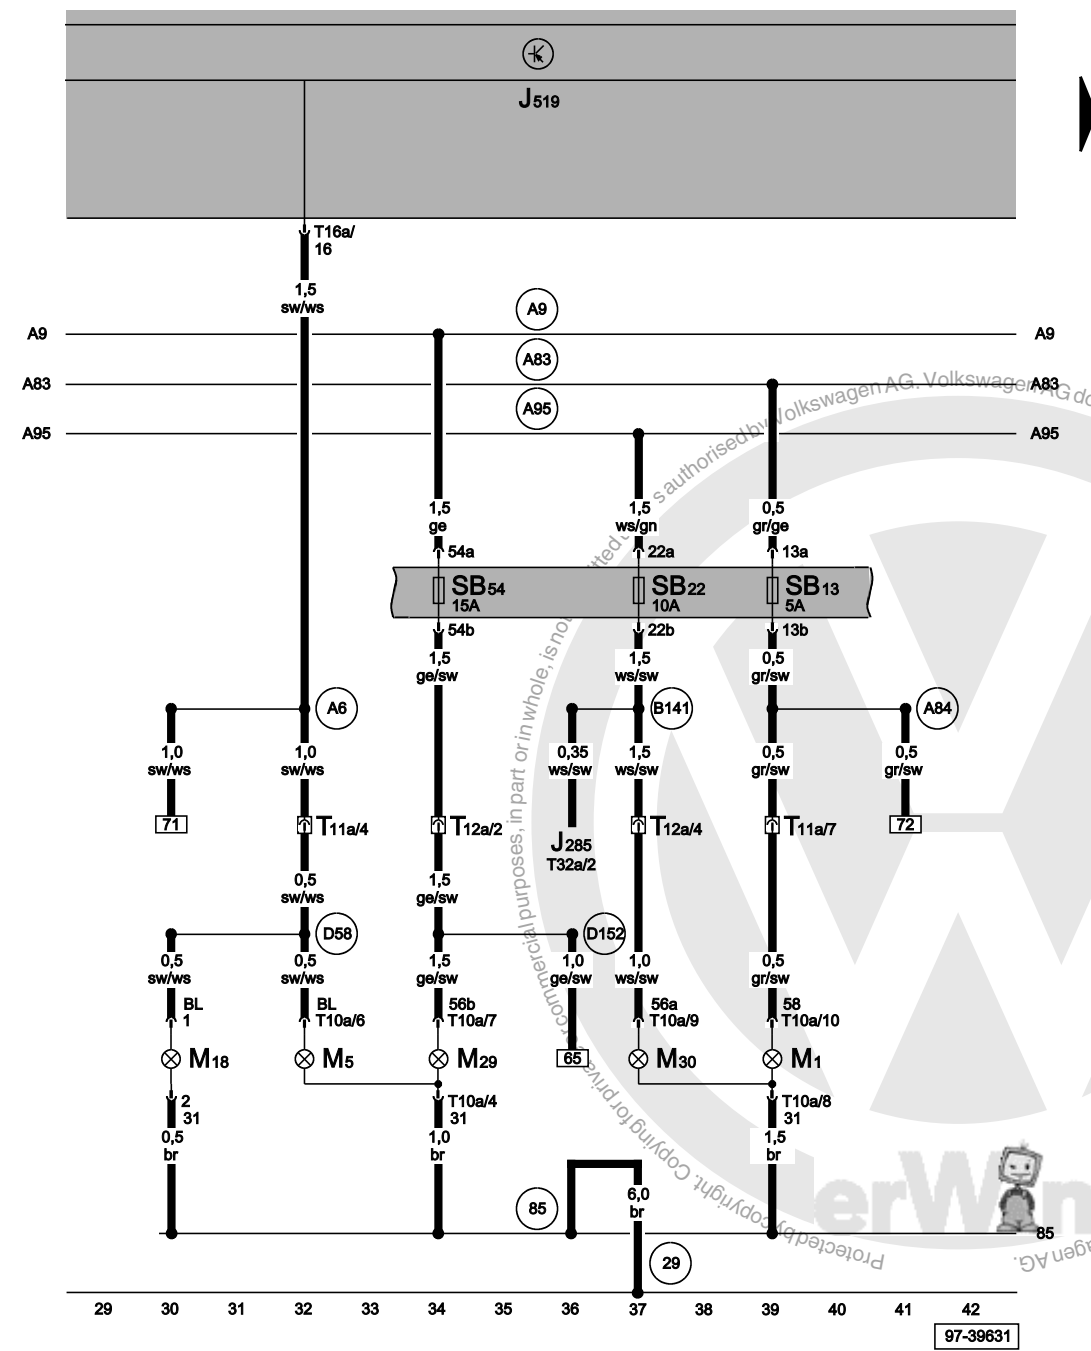 J519
T16a/
16
1,5
sw/ws
A9
A9
A9
A83
A83
A83
A95
A95
A95
1,5
ge
1,5
ws/gn
0,5
gr/ge
54a
22a
13a
SB54
15A
SB22
10A
SB13
5A
54b
22b
13b
1,5
ge/sw
1,5
ws/sw
0,5
gr/sw
A6
B141
A84
1,0
sw/ws
1,0
sw/ws
0,35
ws/sw
1,5
ws/sw
0,5
gr/sw
0,5
gr/sw
71
T11a/4
T12a/2
J285
T32a/2
T12a/4
T11a/7
72
0,5
sw/ws
1,5
ge/sw
D58
D152
0,5
sw/ws
0,5
sw/ws
1,5
ge/sw
1,0
ge/sw
1,0
ws/sw
0,5
gr/sw
BL
1
BL
T10a/6
56b
T10a/7
56a
T10a/9
58
T10a/10
M18
M5
M29
65
M30
M1
2
31
T10a/4
31
T10a/8
31
0,5
br
1,0
br
1,5
br
85
6,0
br
85
29
29 30 31 32 33 34 35 36 37 38 39 40 41 42
97-39631
Protected by copyright. Copying for private or commercial purposes, in part or in whole, is not
authorised by Volkswagen AG. Volkswagen AG do
agen AG.
erW